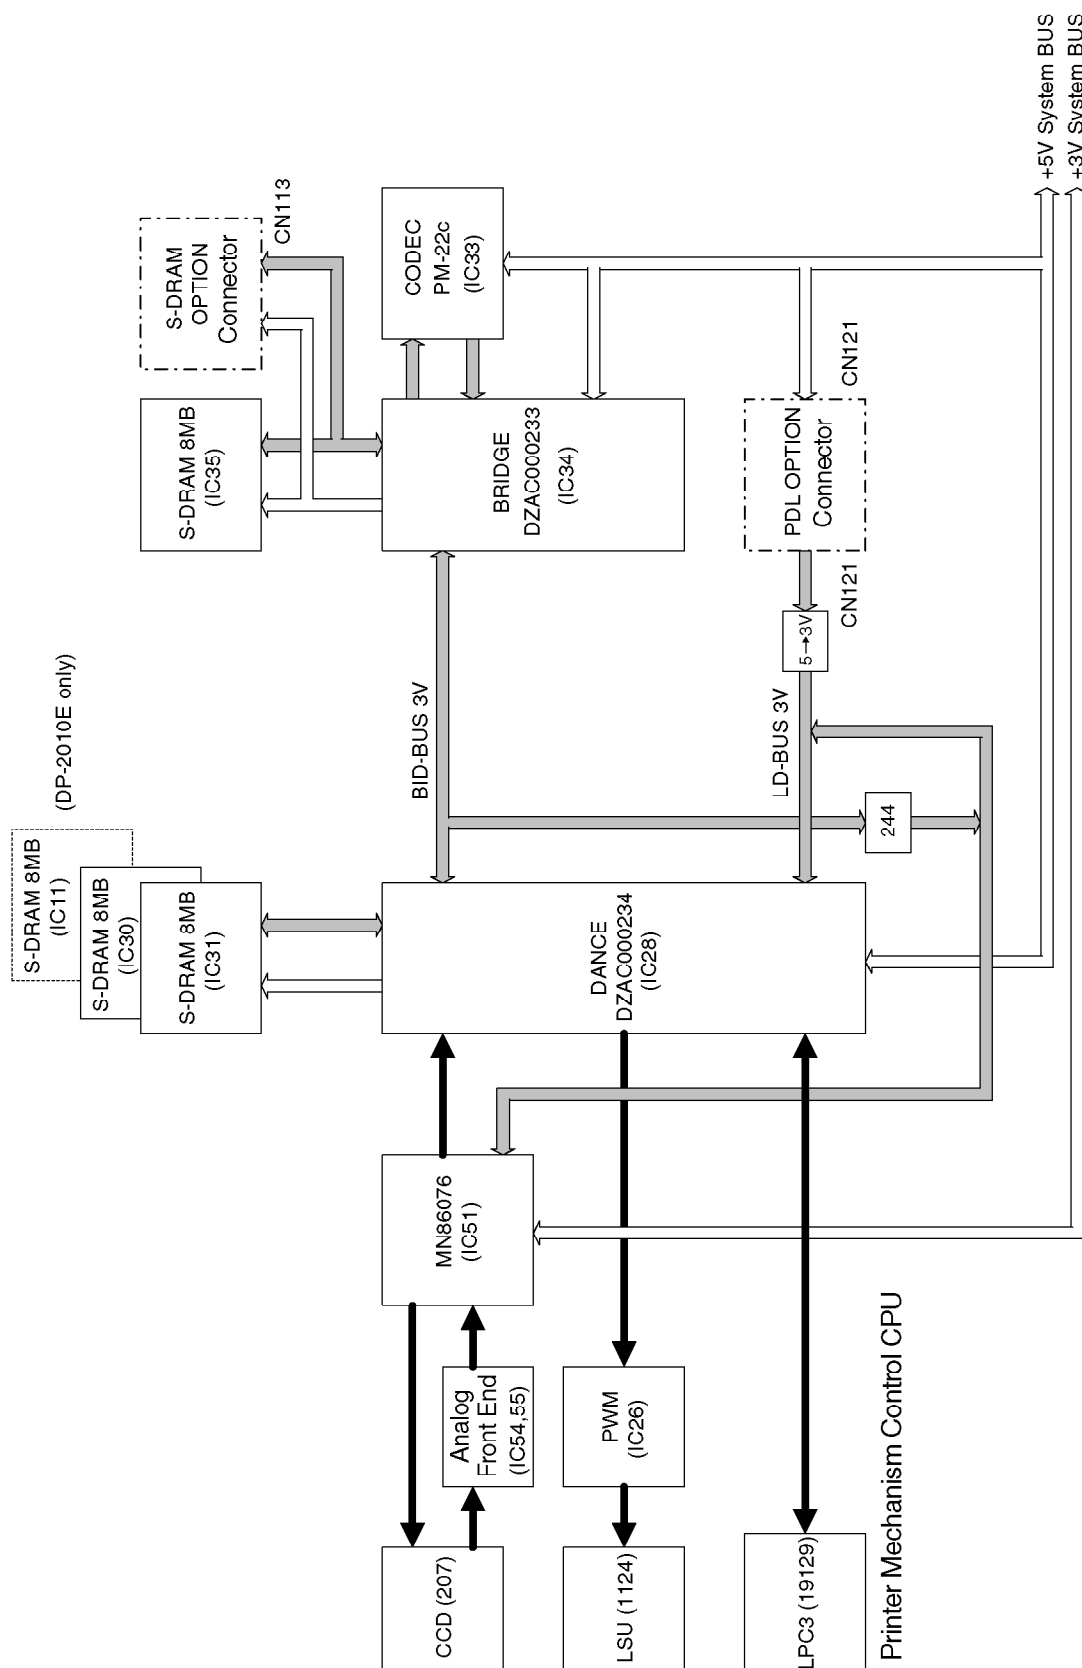 CCD (207)
LSU (1124)
LPC3 (19129)
Printer Mechanism Control CPU
Analog
Front End
(IC54,55)
PWM
(IC26)
MN86076
(IC51)
S-DRAM 8MB
(IC11)
S-DRAM 8MB
(IC30)
S-DRAM 8MB
(IC31)
(DP-2010E only)
DANCE
DZAC000234
(IC28)
244
BID-BUS 3V
LD-BUS 3V
5→3V
CN121
S-DRAM 8MB
(IC35)
BRIDGE
DZAC000233
(IC34)
PDL OPTION
Connector
CN121
S-DRAM
OPTION
Connector
CN113
CODEC
PM-22c
(IC33)
+5V System BUS
+3V System BUS